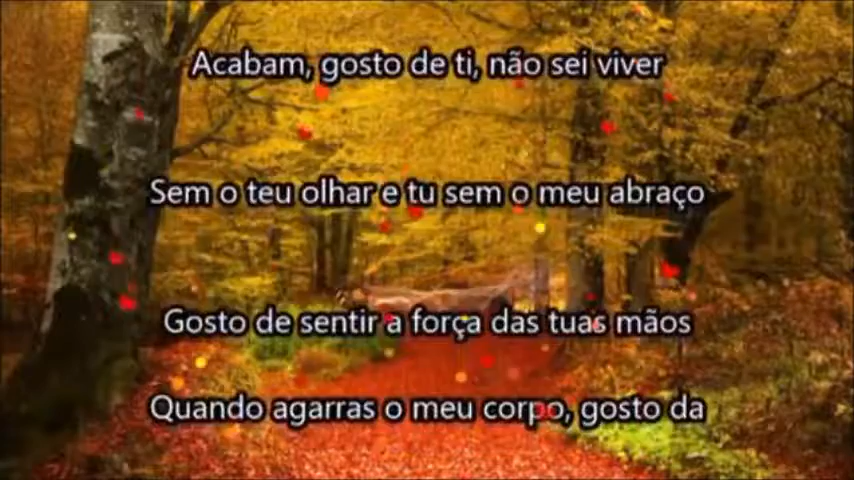 Acabam, gosto de ti, não sei viver
Sem o teu olhar e tu sem o meu abraço
Gosto de sentir a força das tuas mãos
Quando agarras o meu corpo, gosto da